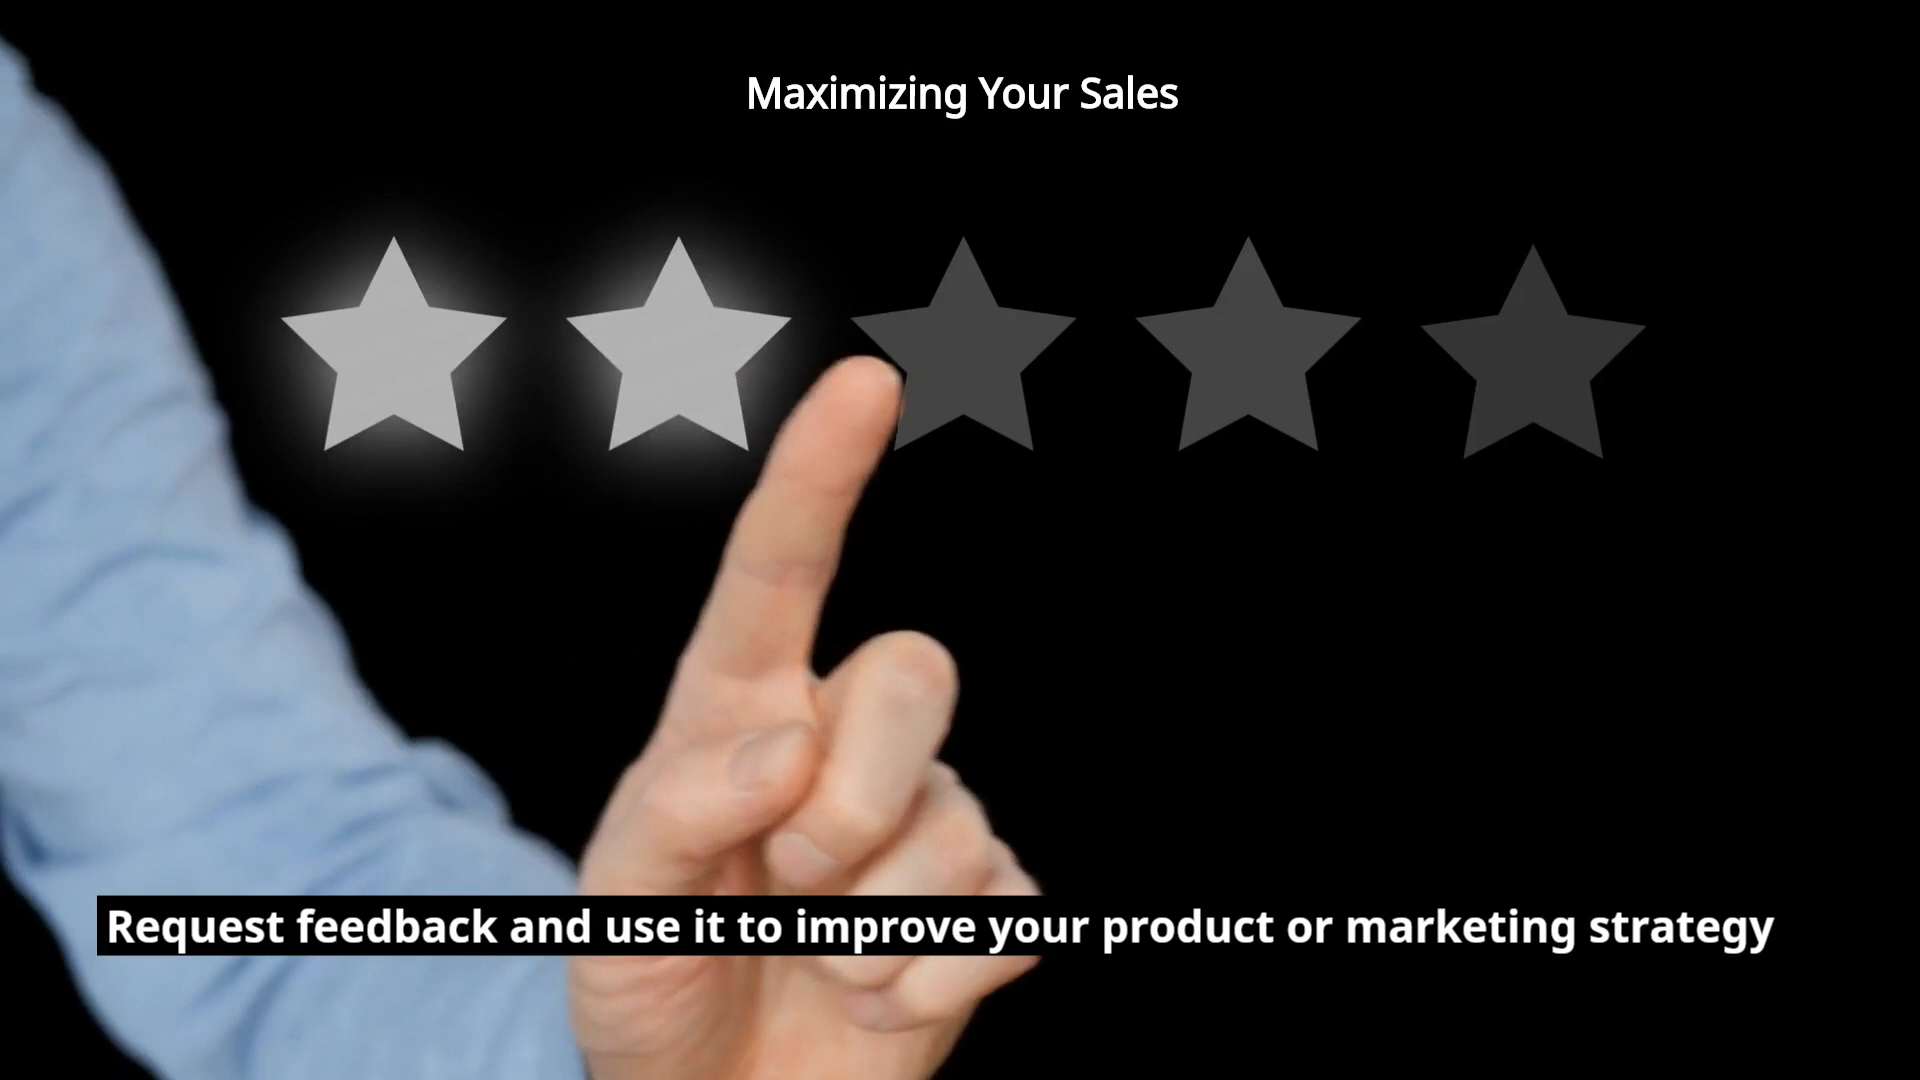 Maximizing Your Sales
Request feedback and use it to improve your product or marketing strategy